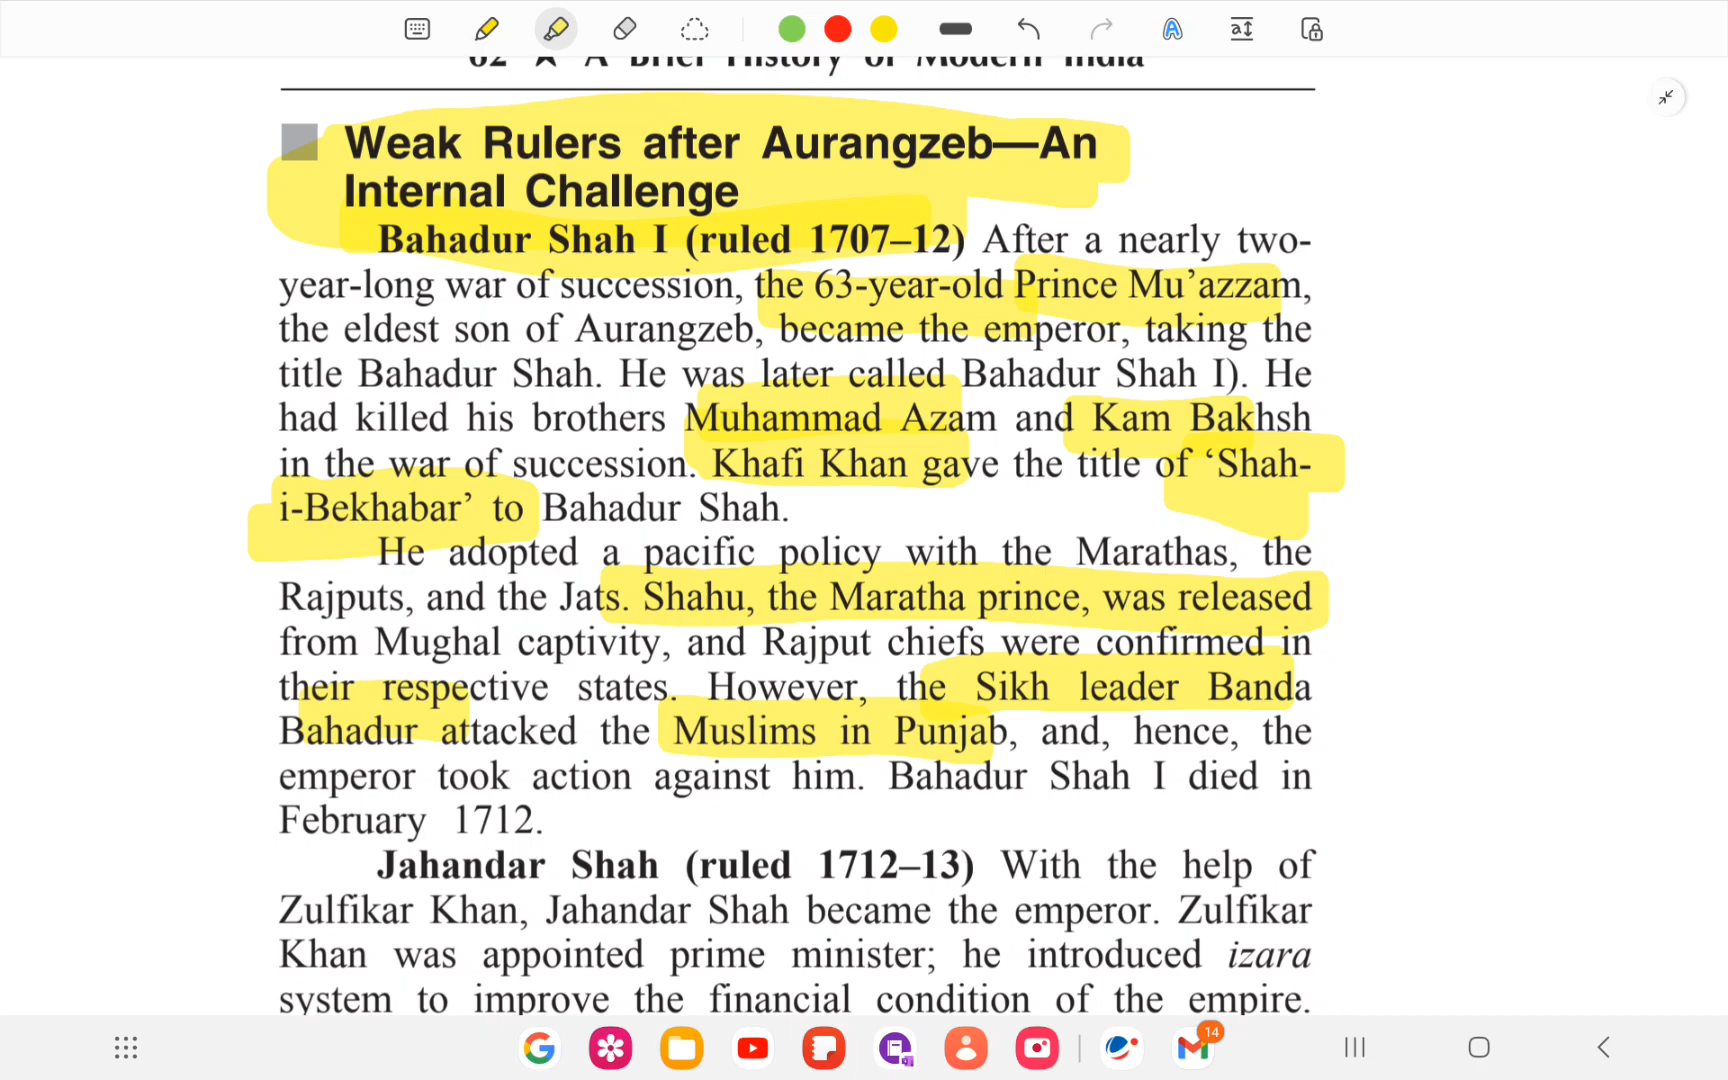 62 ★ A Brief History of Modern India
Weak Rulers after Aurangzeb—An
Internal Challenge
Bahadur Shah I (ruled 1707–12) After a nearly two-
year-long war of succession, the 63-year-old Prince Mu’azzam,
the eldest son of Aurangzeb, became the emperor, taking the
title Bahadur Shah. He was later called Bahadur Shah I). He
had killed his brothers Muhammad Azam and Kam Bakhsh
in the war of succession. Khafi Khan gave the title of ‘Shah-
i-Bekhabar’ to Bahadur Shah.
He adopted a pacific policy with the Marathas, the
Rajputs, and the Jats. Shahu, the Maratha prince, was released
from Mughal captivity, and Rajput chiefs were confirmed in
their respective states. However, the Sikh leader Banda
Bahadur attacked the Muslims in Punjab, and, hence, the
emperor took action against him. Bahadur Shah I died in
February 1712.
Jahandar Shah (ruled 1712–13) With the help of
Zulfikar Khan, Jahandar Shah became the emperor. Zulfikar
Khan was appointed prime minister; he introduced izara
system to improve the financial condition of the empire.
14